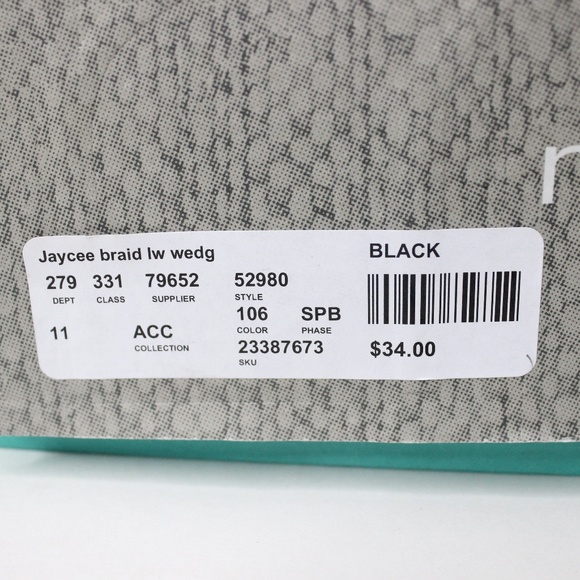 Jaycee braid lw wedg
BLACK
279 331 79652 52980
DEPT CLASS SUPPLIER STYLE
11 ACC 106 SPB
COLLECTION COLOR PHASE
23387673 $34.00
SKU